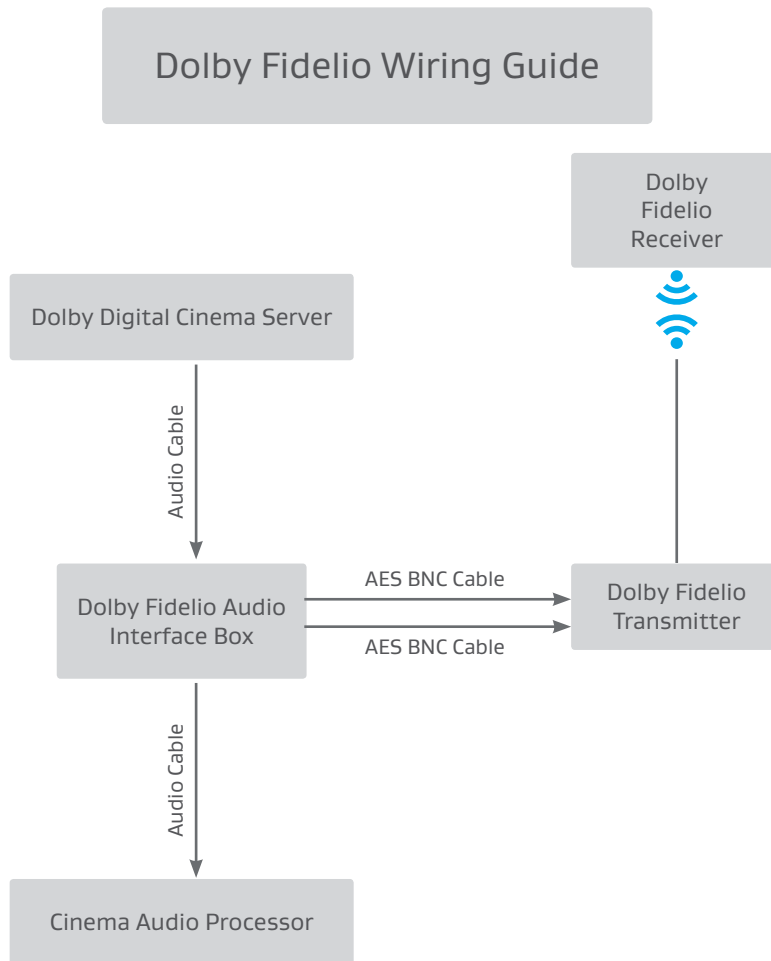 Dolby Fidelio Wiring Guide
Dolby
Fidelio
Receiver
Dolby Digital Cinema Server
Audio Cable
AES BNC Cable
Dolby Fidelio Audio
Interface Box
Dolby Fidelio
Transmitter
AES BNC Cable
Audio Cable
Cinema Audio Processor